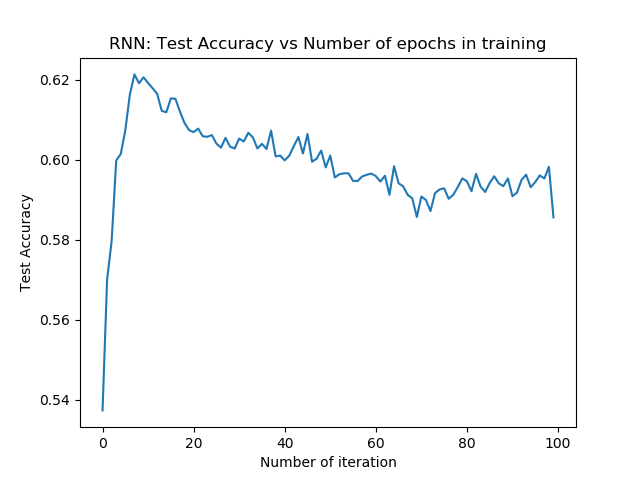 RNN: Test Accuracy vs Number of epochs in training
0.62
0.60
0.58
0.56
0.54
Test Accuracy
0 20 40 60 80 100
Number of iteration